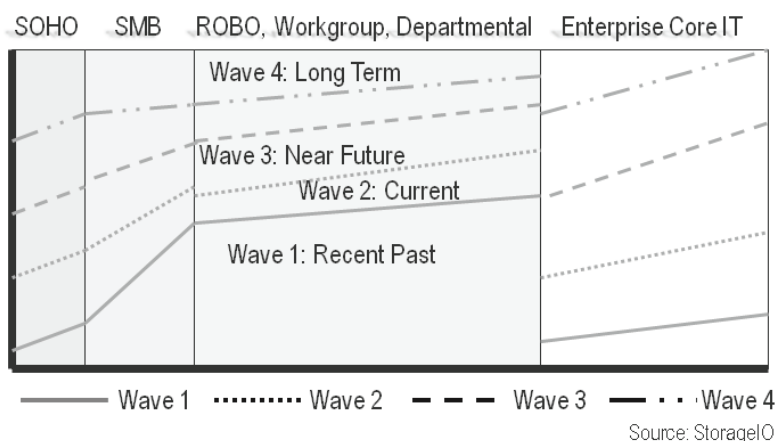 SOHO SMB ROBO, Workgroup, Departmental Enterprise Core IT
Wave 4: Long Term
Wave 3: Near Future
Wave 2: Current
Wave 1: Recent Past
Wave 1 Wave 2 Wave 3 Wave 4
Source: StorageIO